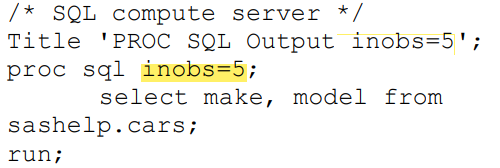 /* SQL compute server */
Title 'PROC SQL Output inobs=5';
proc sql inobs=5;
select make, model from
sashelp.cars;
run;